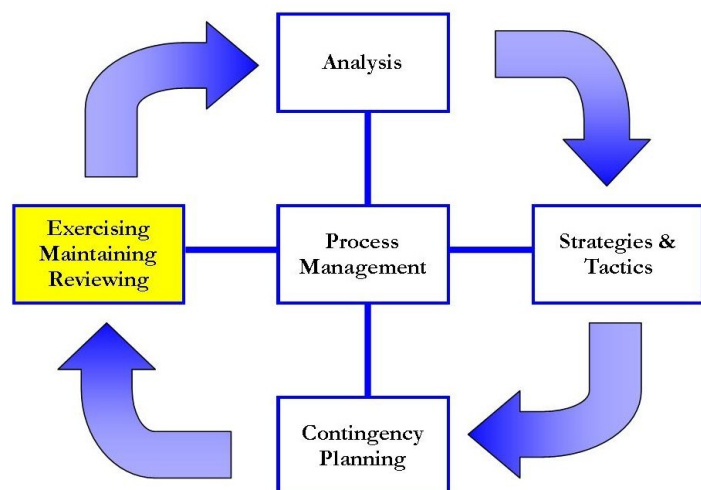 Analysis
Exercising
Maintaining
Reviewing
Process
Management
Strategies &
Tactics
Contingency
Planning